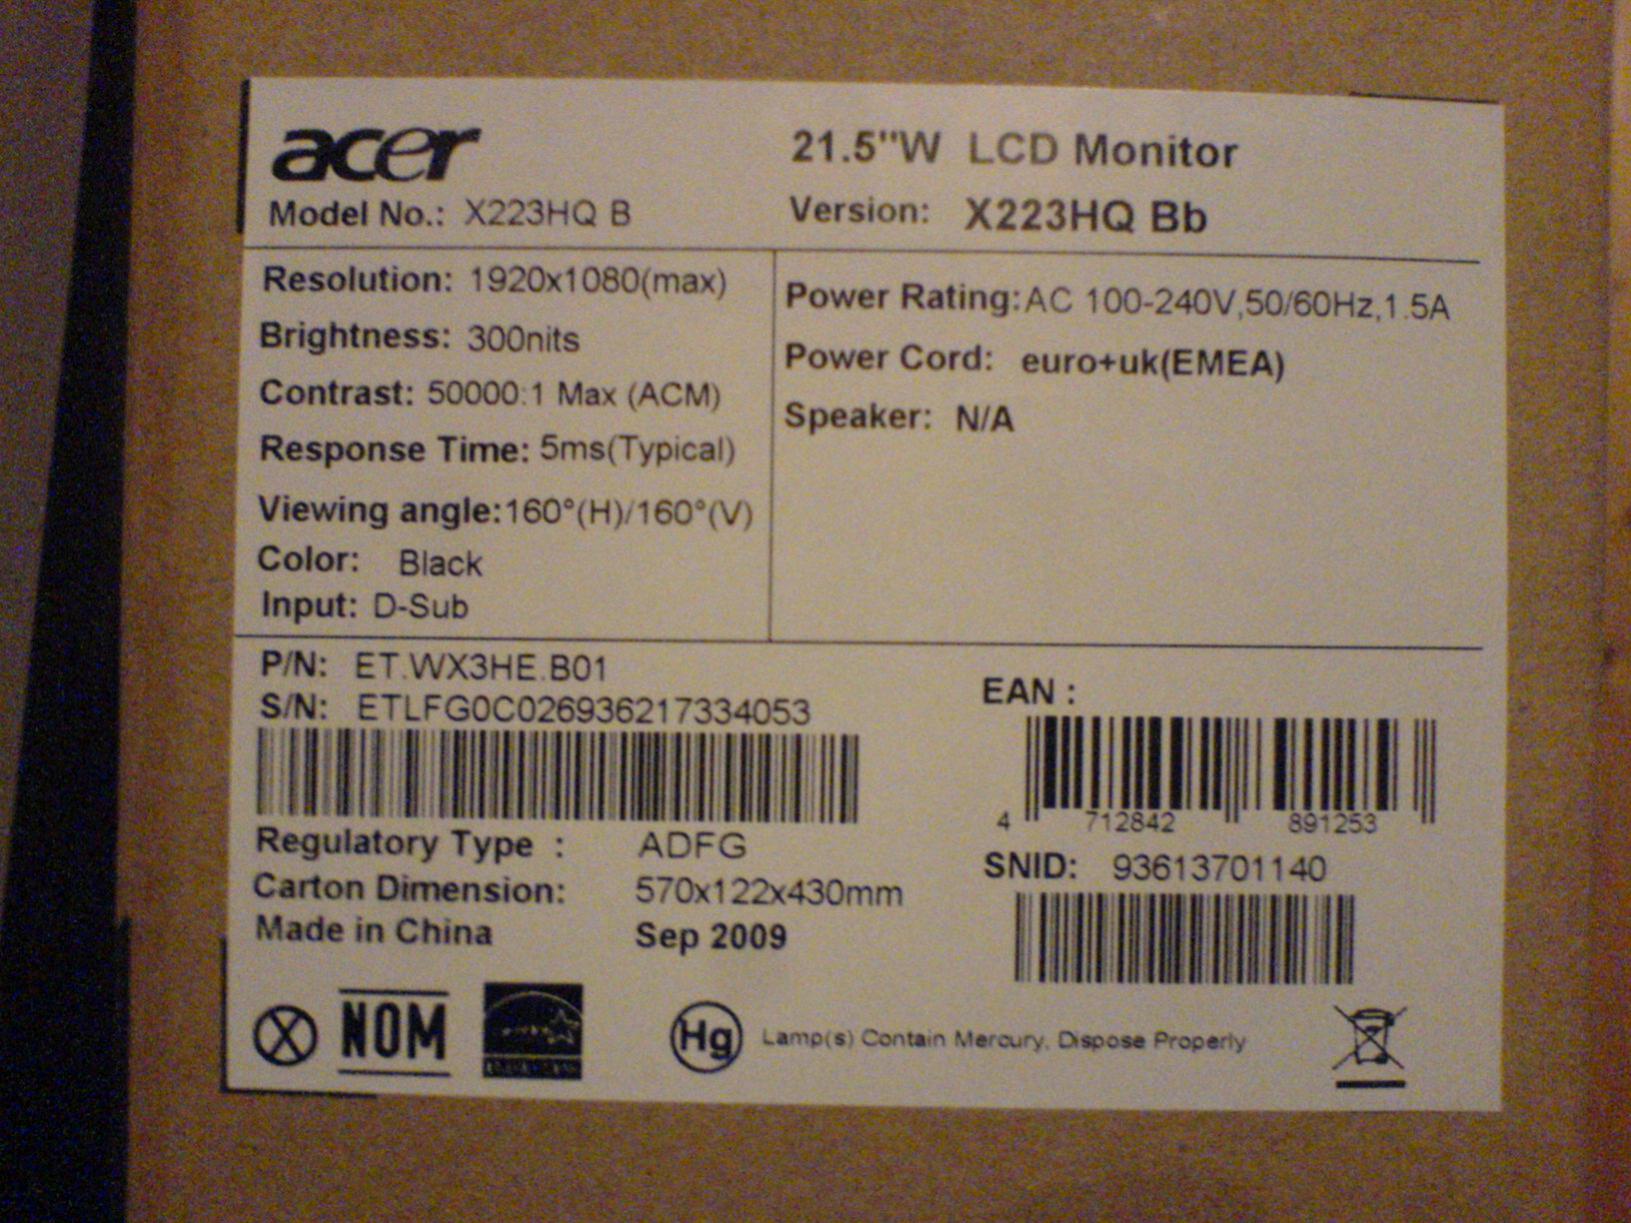 acer
21.5"W LCD Monitor
Model No.: X223HQ B
Version: X223HQ Bb
Resolution: 1920x1080(max)
Brightness: 300nits
Contrast: 50000:1 Max (ACM)
Response Time: 5ms(Typical)
Viewing angle:160°(H)/160°(V)
Color: Black
Input: D-Sub
Power Rating:AC 100-240V,50/60Hz,1.5A
Power Cord: euro+uk(EMEA)
Speaker: N/A
P/N: ET.WX3HE.B01
S/N: ETLFG0C026936217334053
EAN :
4 712842 891253
Regulatory Type : ADFG
Carton Dimension: 570x122x430mm
Made in China Sep 2009
SNID: 93613701140
NOM
Hg Lamp(s) Contain Mercury, Dispose Properly